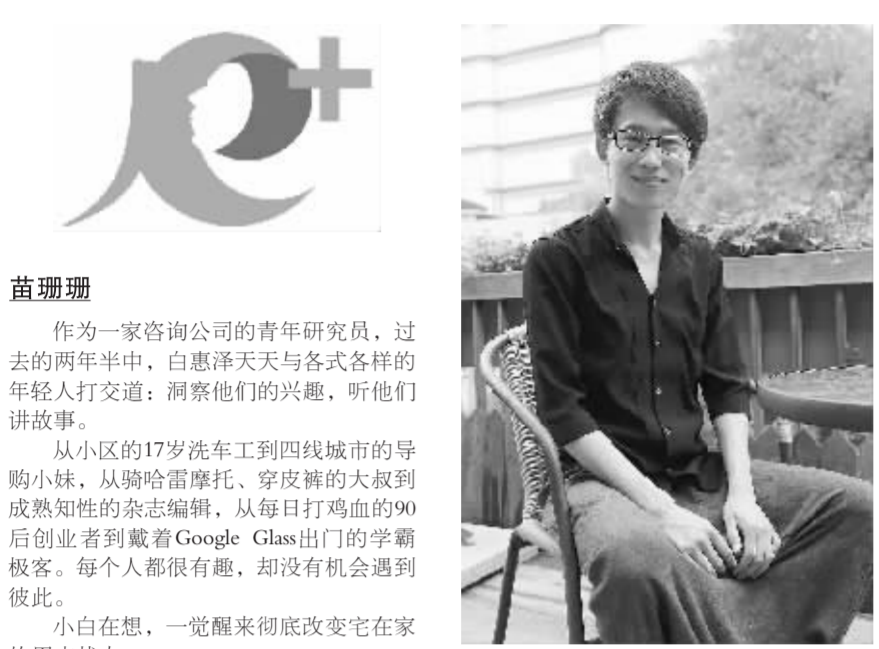 苗珊珊
作为一家咨询公司的青年研究员，过
去的两年半中，白惠泽天天与各式各样的
年轻人打交道：洞察他们的兴趣，听他们
讲故事。
从小区的17岁洗车工到四线城市的导
购小妹，从骑哈雷摩托、穿皮裤的大叔到
成熟知性的杂志编辑，从每日打鸡血的90
后创业者到戴着Google Glass出门的学霸
极客。每个人都很有趣，却没有机会遇到
彼此。
小白在想，一觉醒来彻底改变宅在家